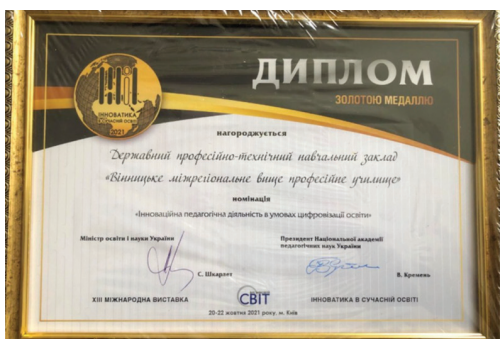 ІННОВАТИКА
В СУЧАСНІЙ ОСВІТІ
2021
ДИПЛОМ
ЗОЛОТОЮ МЕДАЛЛЮ
нагороджується
Державний професійно-технічний навчальний заклад
«Вінницьке міжрегіональне вище професійне училище»
номінація
«Інноваційна педагогічна діяльність в умовах цифровізації освіти»
Міністр освіти і науки України
С. Шкарлет
Президент Національної академії
педагогічних наук України
В. Кремень
ХІІІ МІЖНАРОДНА ВИСТАВКА
СВІТ
ІННОВАТИКА В СУЧАСНІЙ ОСВІТІ
20-22 жовтня 2021 року, м. Київ